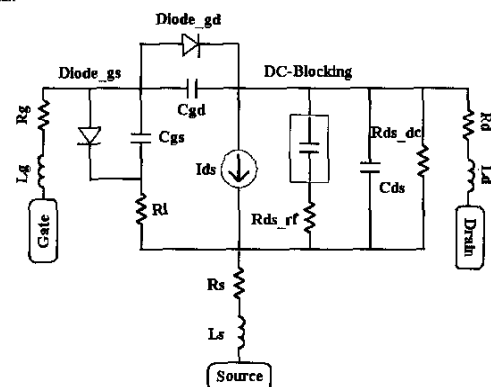 Diode_gd
Diode_gs
DC-Blocking
Cgd
Rg
Cgs
Rds_dc
Rd
Ids
Lg
Cds
Ld
Ri
Rds_rf
Gate
Drain
Rs
Ls
Source